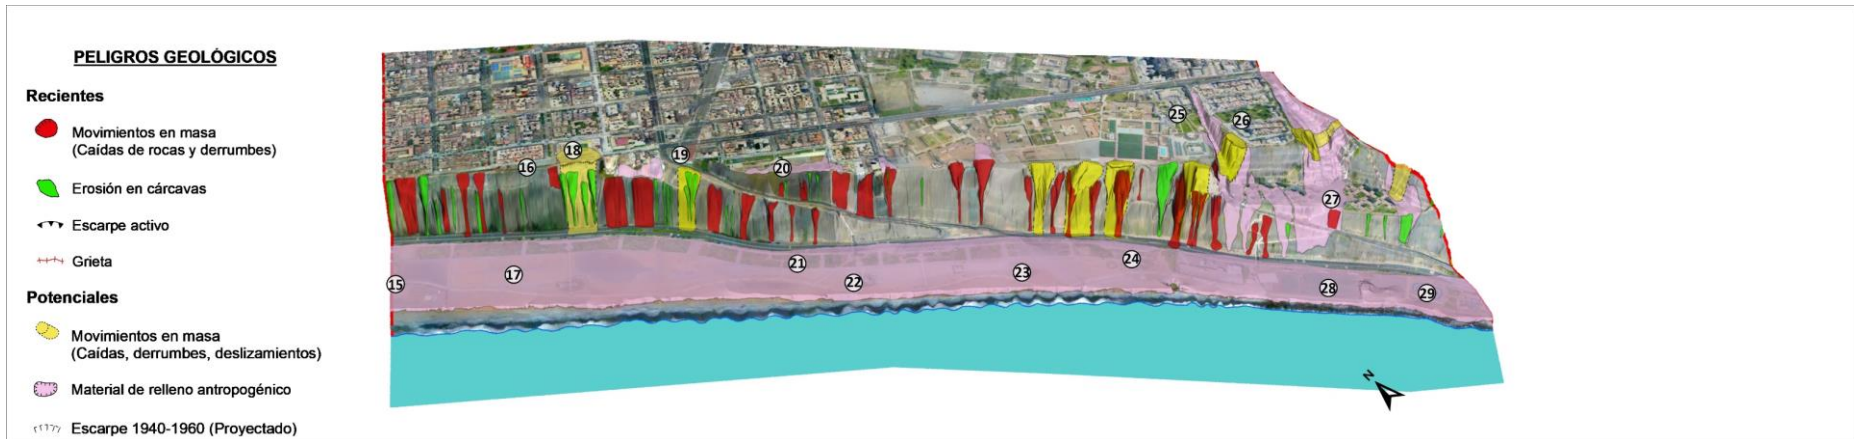 PELIGROS GEOLÓGICOS
Recientes
Movimientos en masa
(Caídas de rocas y derrumbes)
Erosión en cárcavas
Escarpe activo
Grieta
Potenciales
Movimientos en masa
(Caídas, derrumbes, deslizamientos)
Material de relleno antropogénico
Escarpe 1940-1960 (Proyectado)
15
16
17
18
19
20
21
22
23
24
25
26
27
28
29
N